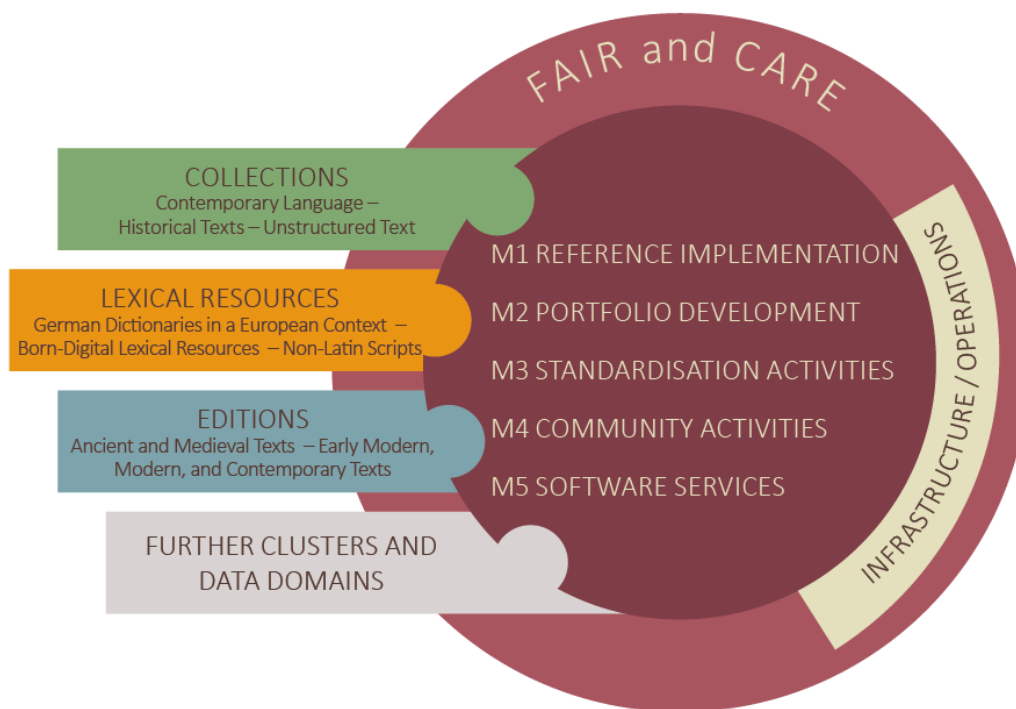 FAIR and CARE
COLLECTIONS
Contemporary Language –
Historical Texts – Unstructured Text
LEXICAL RESOURCES
German Dictionaries in a European Context –
Born-Digital Lexical Resources – Non-Latin Scripts
EDITIONS
Ancient and Medieval Texts – Early Modern,
Modern, and Contemporary Texts
FURTHER CLUSTERS AND
DATA DOMAINS
M1 REFERENCE IMPLEMENTATION
M2 PORTFOLIO DEVELOPMENT
M3 STANDARDISATION ACTIVITIES
M4 COMMUNITY ACTIVITIES
M5 SOFTWARE SERVICES
INFRASTRUCTURE / OPERATIONS